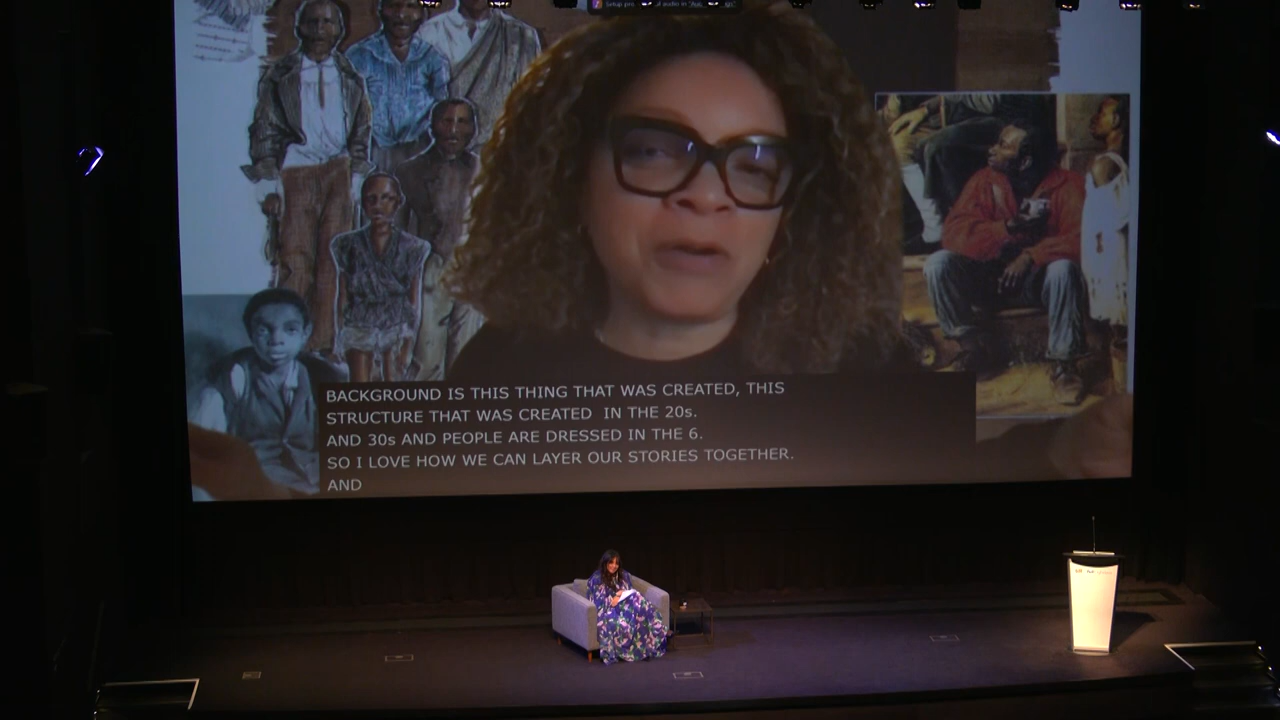 BACKGROUND IS THIS THING THAT WAS CREATED, THIS
STRUCTURE THAT WAS CREATED IN THE 20s.
AND 30s AND PEOPLE ARE DRESSED IN THE 6.
SO I LOVE HOW WE CAN LAYER OUR STORIES TOGETHER.
AND